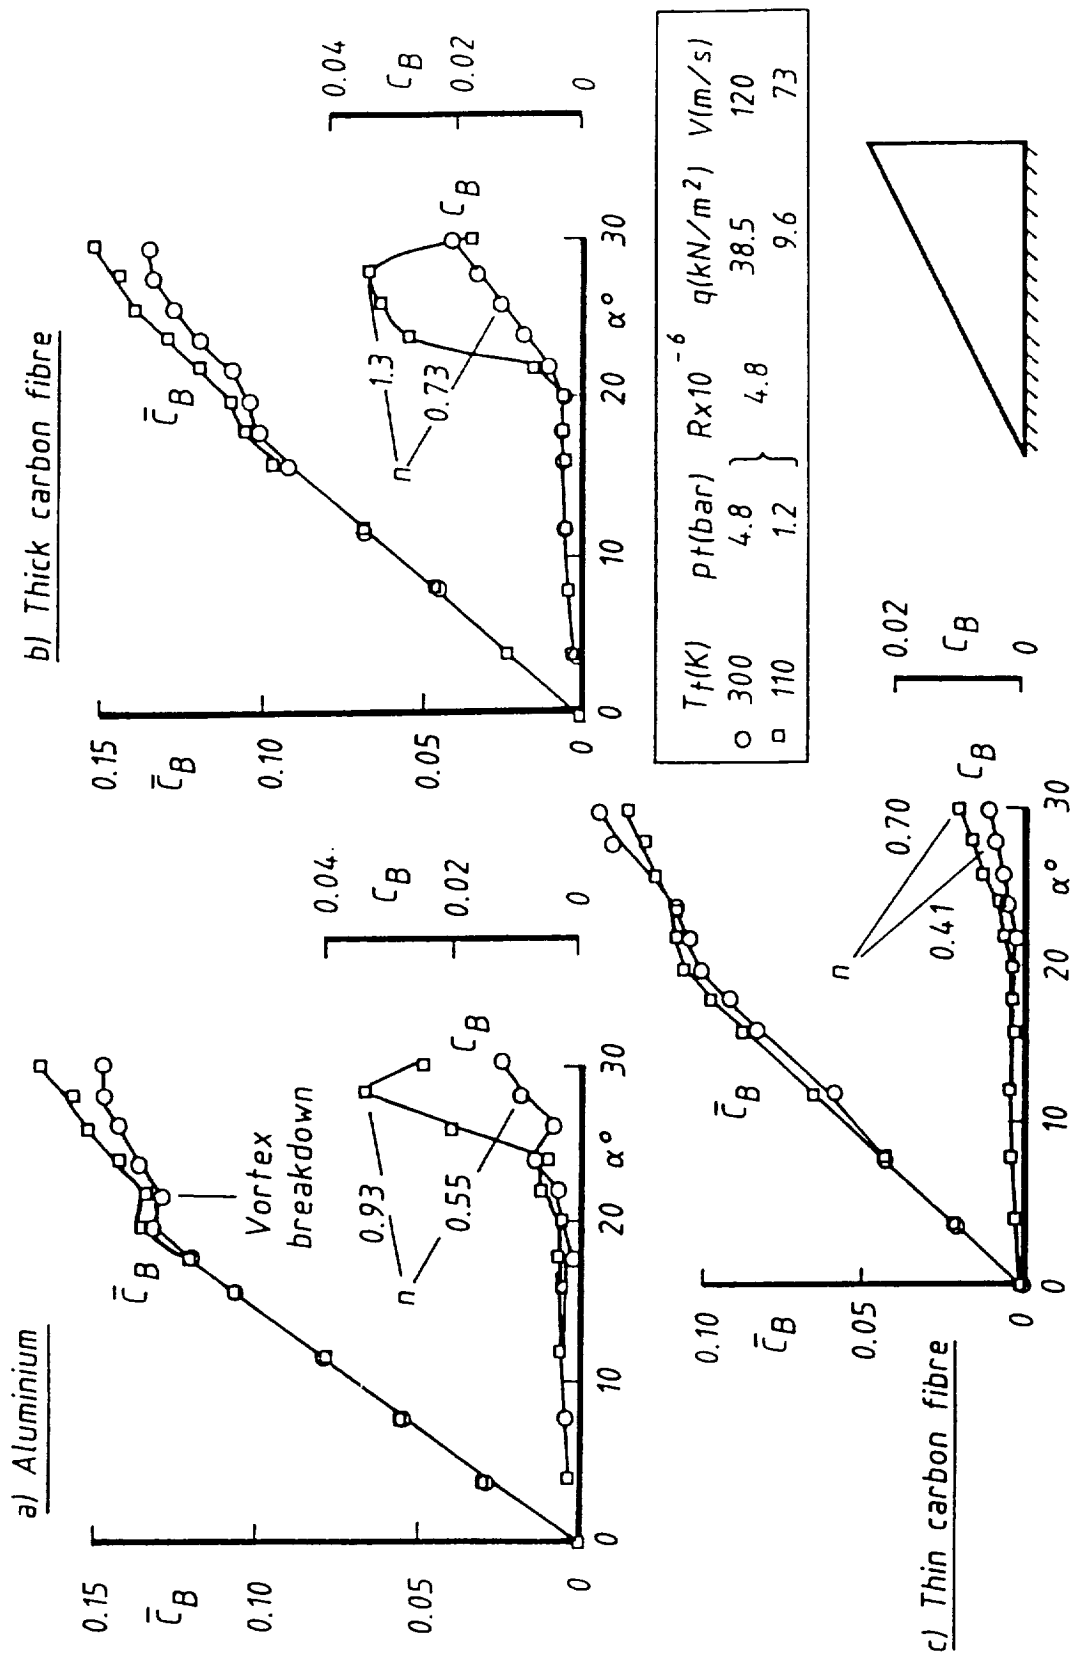 a) Aluminium
0.15
C̄B
0.10
0.05
0
C̄B
Vortex
breakdown
0.04.
CB
0.02
0
n
0.93
0.55
CB
0
10
20
α°
30
b) Thick carbon fibre
0.15
C̄B
0.10
0.05
0
C̄B
0.04
CB
0.02
0
n
1.3
0.73
CB
0
10
20
α°
30
Tt(K) pt(bar) Rx10⁻⁶ q(kN/m²) V(m/s)
300 4.8 } 4.8 38.5 120
110 1.2 9.6 73
c) Thin carbon fibre
0.10
C̄B
0.05
0
C̄B
0.02
CB
0
n
0.41
0.70
CB
0
10
20
α°
30